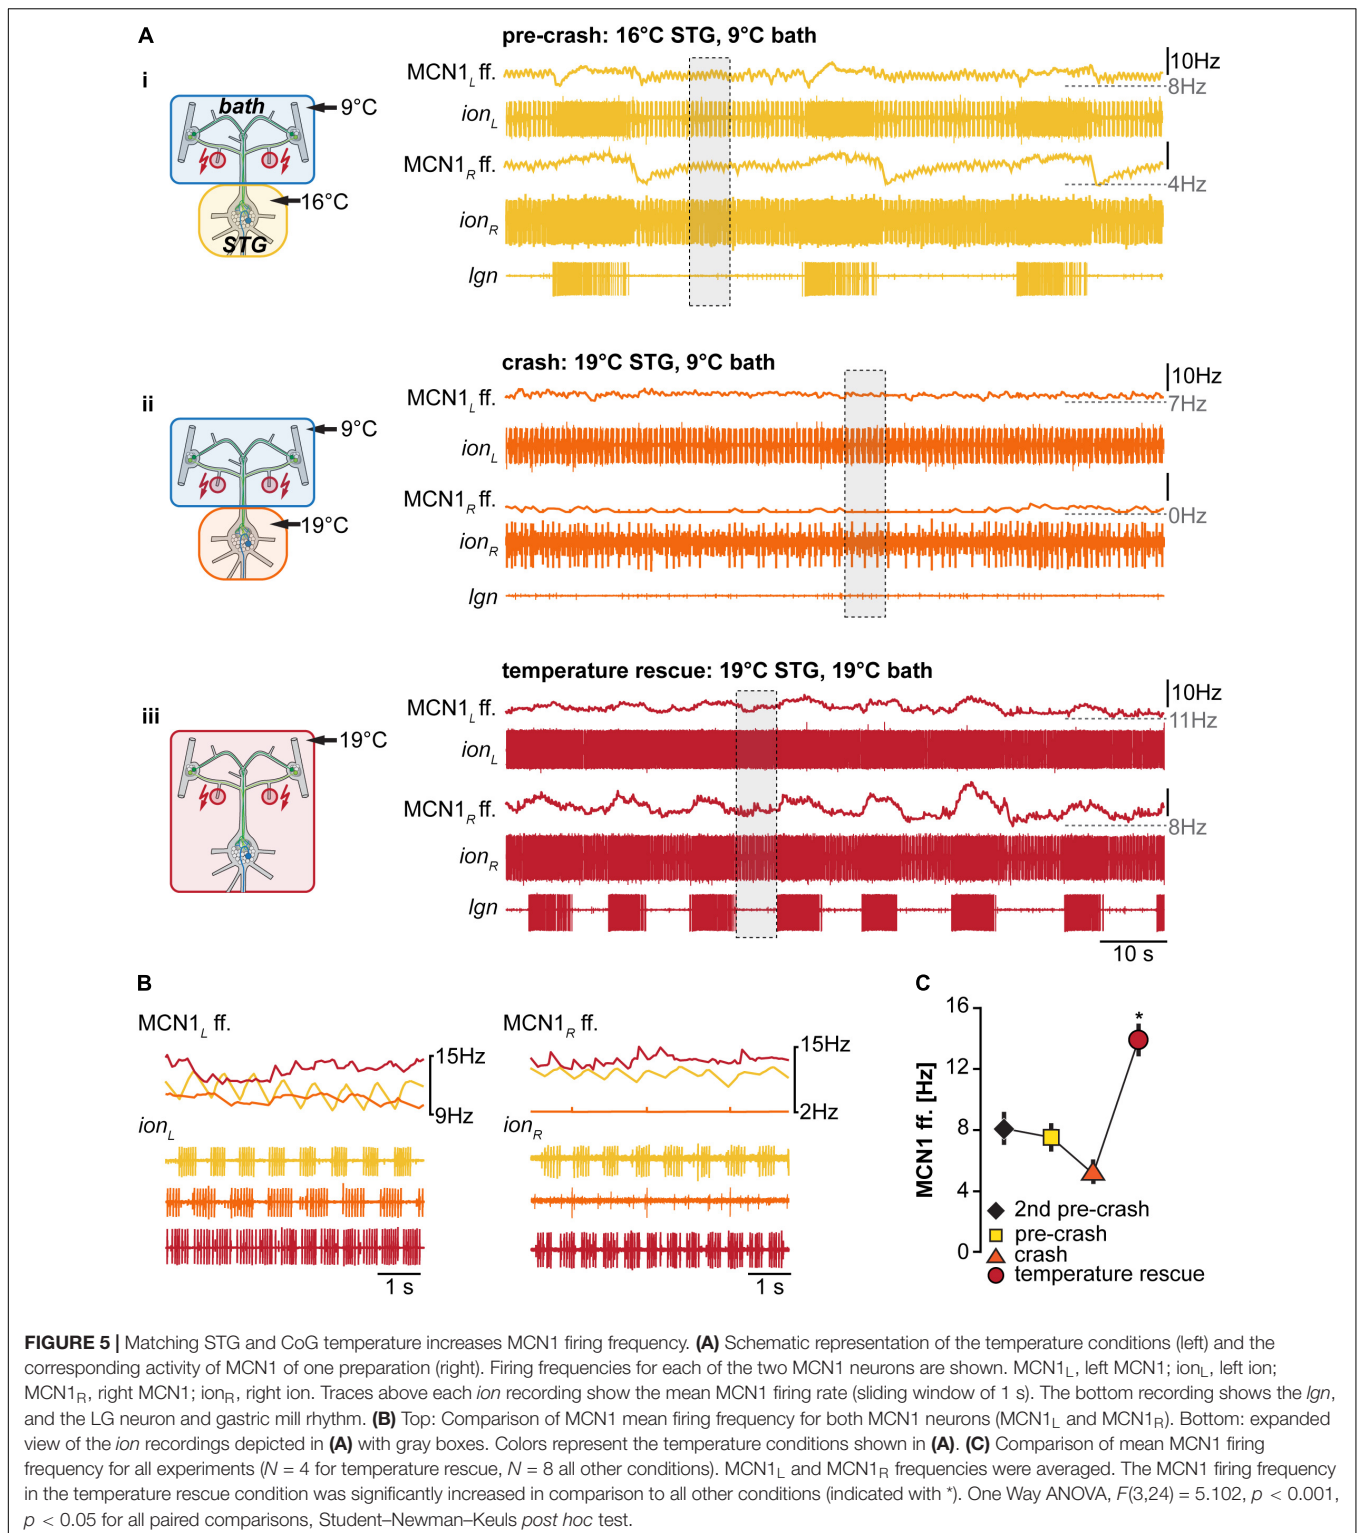 A
pre-crash: 16°C STG, 9°C bath
i
bath
9°C
16°C
STG
MCN1L ff.
10Hz
8Hz
ionL
MCN1R ff.
4Hz
ionR
lgn
crash: 19°C STG, 9°C bath
ii
9°C
19°C
MCN1L ff.
10Hz
7Hz
ionL
MCN1R ff.
0Hz
ionR
lgn
temperature rescue: 19°C STG, 19°C bath
iii
19°C
MCN1L ff.
10Hz
11Hz
ionL
MCN1R ff.
8Hz
ionR
lgn
10 s
B
MCN1L ff.
15Hz
9Hz
ionL
1 s
MCN1R ff.
15Hz
2Hz
ionR
1 s
C
MCN1 ff. [Hz]
16
12
8
4
0
*
2nd pre-crash
pre-crash
crash
temperature rescue
FIGURE 5 | Matching STG and CoG temperature increases MCN1 firing frequency. (A) Schematic representation of the temperature conditions (left) and the
corresponding activity of MCN1 of one preparation (right). Firing frequencies for each of the two MCN1 neurons are shown. MCN1L, left MCN1; ionL, left ion;
MCN1R, right MCN1; ionR, right ion. Traces above each ion recording show the mean MCN1 firing rate (sliding window of 1 s). The bottom recording shows the lgn,
and the LG neuron and gastric mill rhythm. (B) Top: Comparison of MCN1 mean firing frequency for both MCN1 neurons (MCN1L and MCN1R). Bottom: expanded
view of the ion recordings depicted in (A) with gray boxes. Colors represent the temperature conditions shown in (A). (C) Comparison of mean MCN1 firing
frequency for all experiments (N = 4 for temperature rescue, N = 8 all other conditions). MCN1L and MCN1R frequencies were averaged. The MCN1 firing frequency
in the temperature rescue condition was significantly increased in comparison to all other conditions (indicated with *). One Way ANOVA, F(3,24) = 5.102, p < 0.001,
p < 0.05 for all paired comparisons, Student–Newman–Keuls post hoc test.